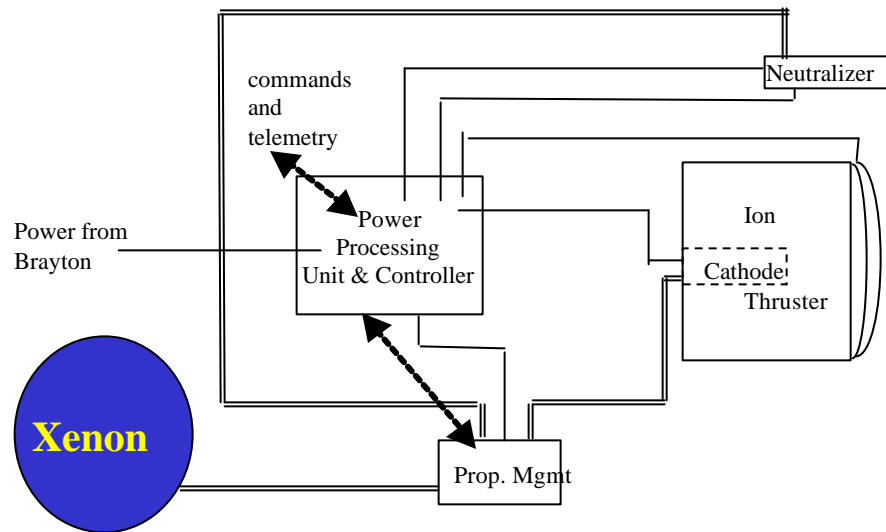 commands
and
telemetry
Neutralizer
Power
Processing
Unit & Controller
Power from
Brayton
Ion
Cathode
Thruster
Xenon
Prop. Mgmt